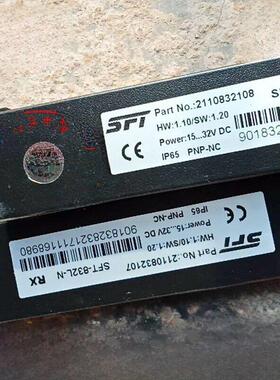 SFT
Part No.:2110832108
HW:1.10/SW:1.20
Power:15...32V DC
IP65 PNP-NC
CE
901832
SFT
Part No.:2110832107
HW:1.10/SW:1.20
Power:15...32V DC
IP65 PNP-NC
9018328321711168980
SFT-832L-N RX